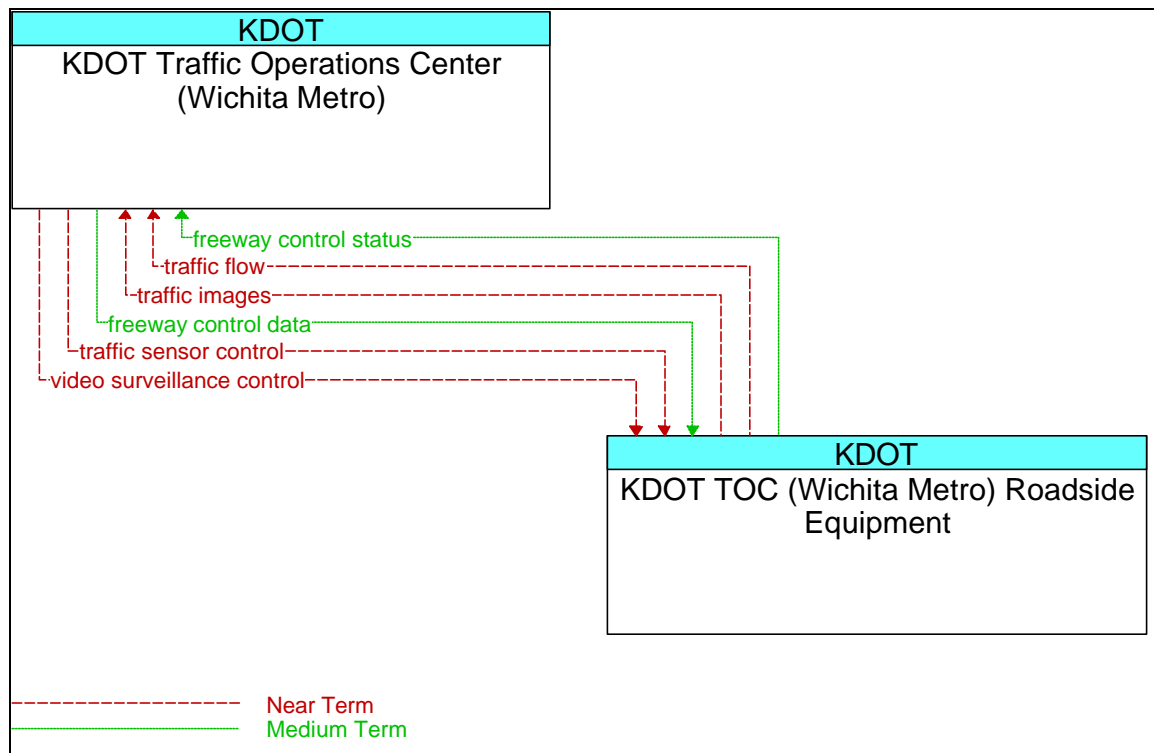 KDOT
KDOT Traffic Operations Center
(Wichita Metro)
freeway control status
traffic flow
traffic images
freeway control data
traffic sensor control
video surveillance control
KDOT
KDOT TOC (Wichita Metro) Roadside
Equipment
Near Term
Medium Term